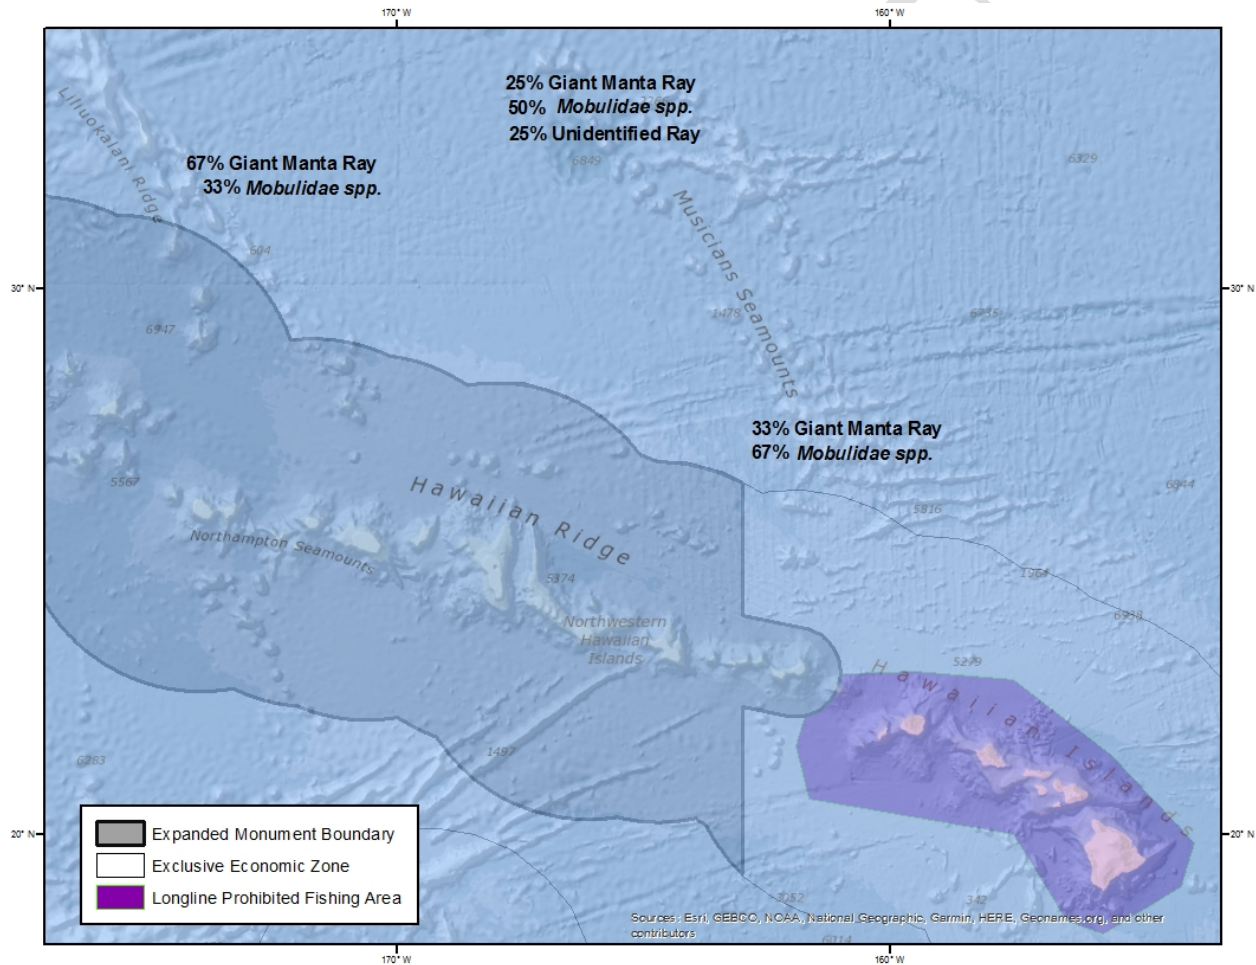 170° W
160° W
25% Giant Manta Ray
50% Mobulidae spp.
25% Unidentified Ray
Liliuokalani Ridge
67% Giant Manta Ray
33% Mobulidae spp.
6849
6329
Musicians Seamounts
604
30° N
30° N
6947
1478
6735
33% Giant Manta Ray
67% Mobulidae spp.
5567
Hawaiian Ridge
6844
5816
Northampton Seamounts
5374
1964
6938
Northwestern
Hawaiian
Islands
5279
Hawaiian Islands
1497
6283
20° N
20° N
Expanded Monument Boundary
Exclusive Economic Zone
Longline Prohibited Fishing Area
3052
342
Sources: Esri, GEBCO, NOAA, National Geographic, Garmin, HERE, Geonames.org, and other
contributors
6014
170° W
160° W